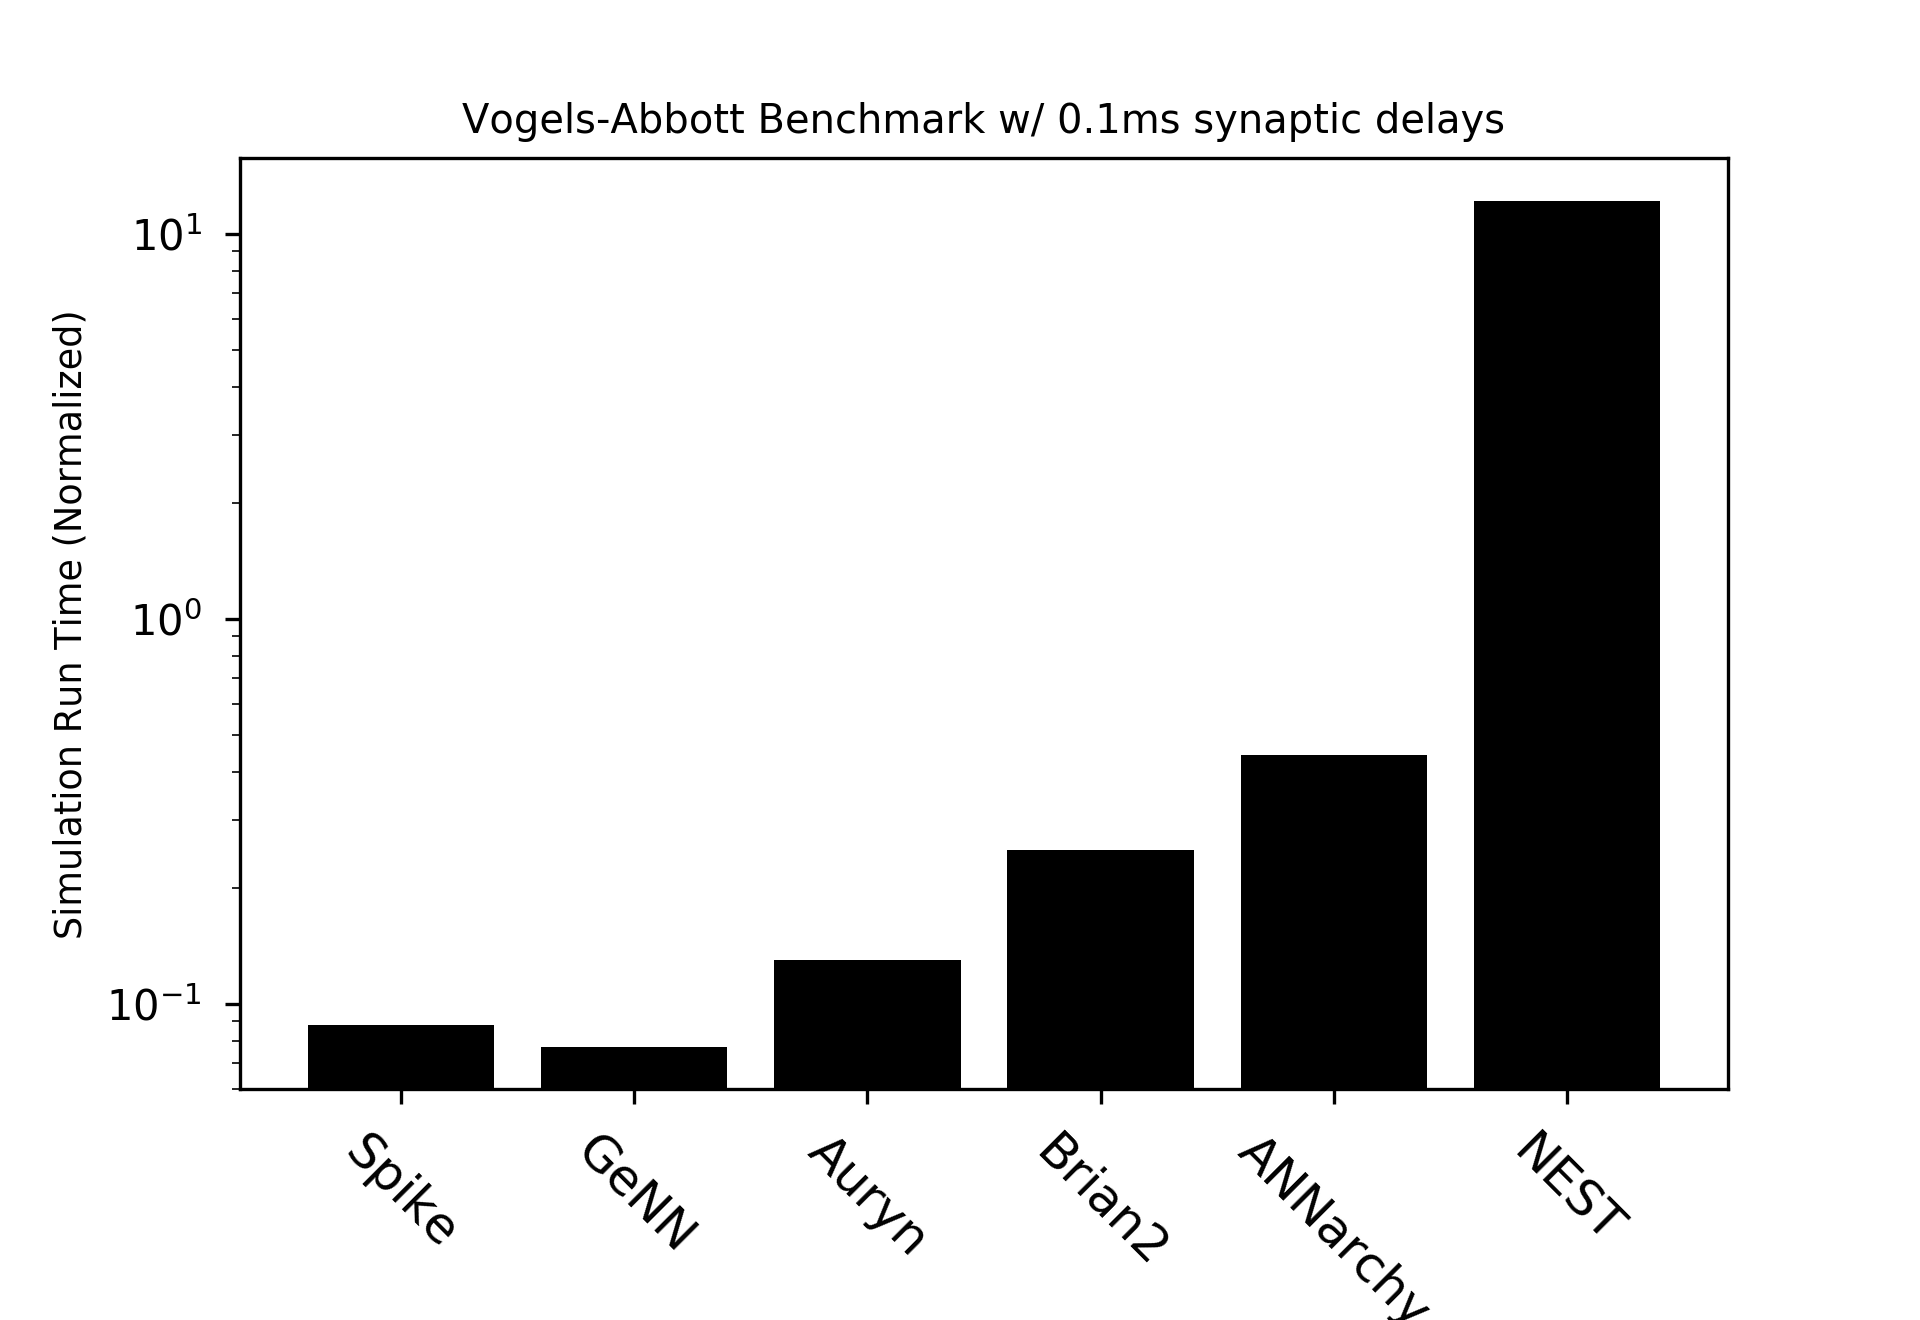 Vogels-Abbott Benchmark w/ 0.1ms synaptic delays
Simulation Run Time (Normalized)
10¹
10⁰
10⁻¹
Spike
GeNN
Auryn
Brian2
ANNarchy
NEST